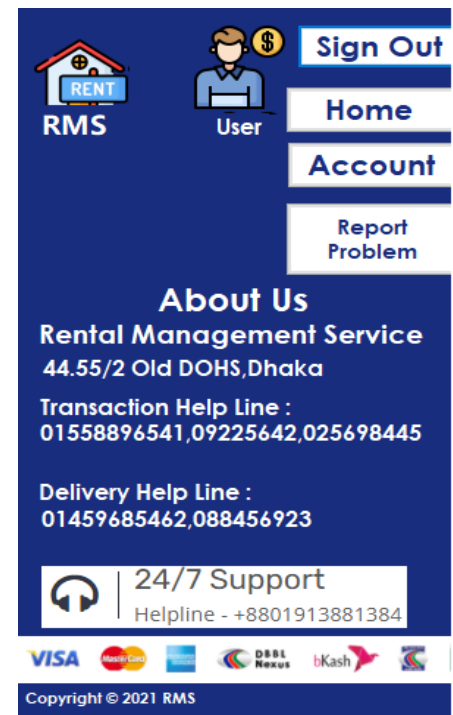 Sign Out
RENT
RMS
User
Home
Account
Report
Problem
About Us
Rental Management Service
44.55/2 Old DOHS,Dhaka
Transaction Help Line :
01558896541,09225642,025698445
Delivery Help Line :
01459685462,088456923
24/7 Support
Helpline - +8801913881384
VISA MasterCard DBBL Nexus bKash
Copyright © 2021 RMS